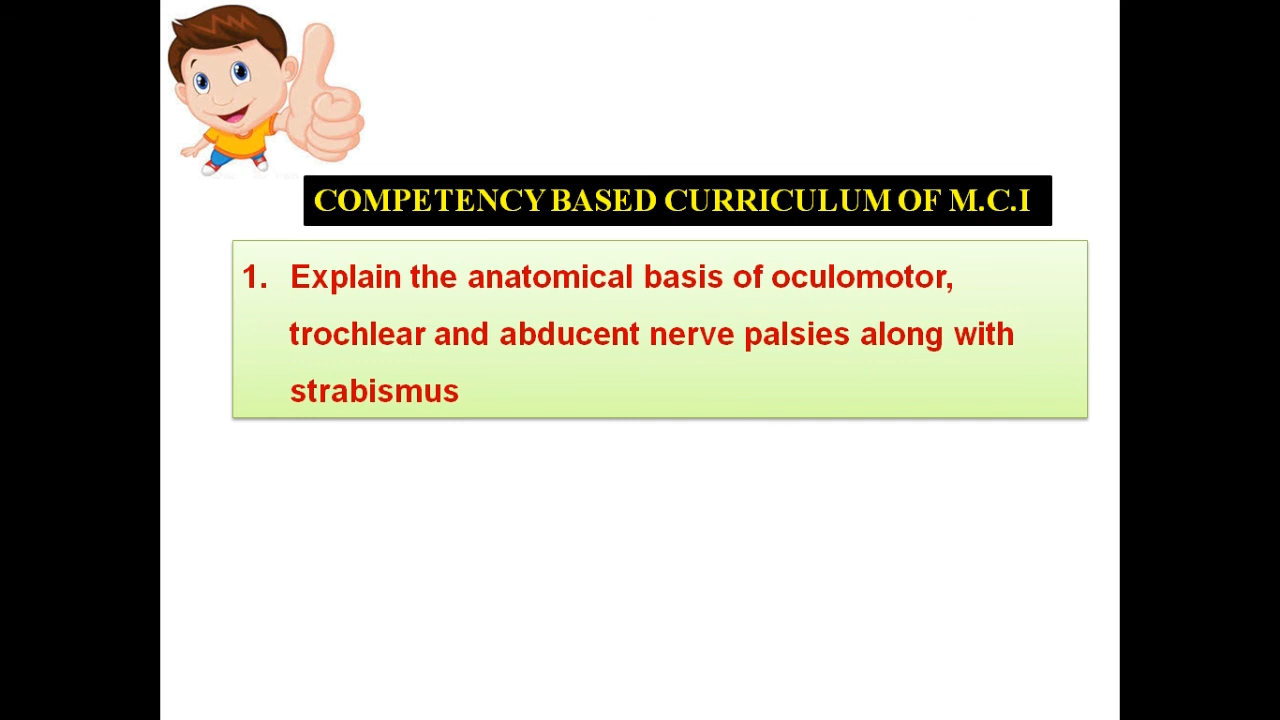 COMPETENCY BASED CURRICULUM OF M.C.I
1. Explain the anatomical basis of oculomotor,
trochlear and abducent nerve palsies along with
strabismus